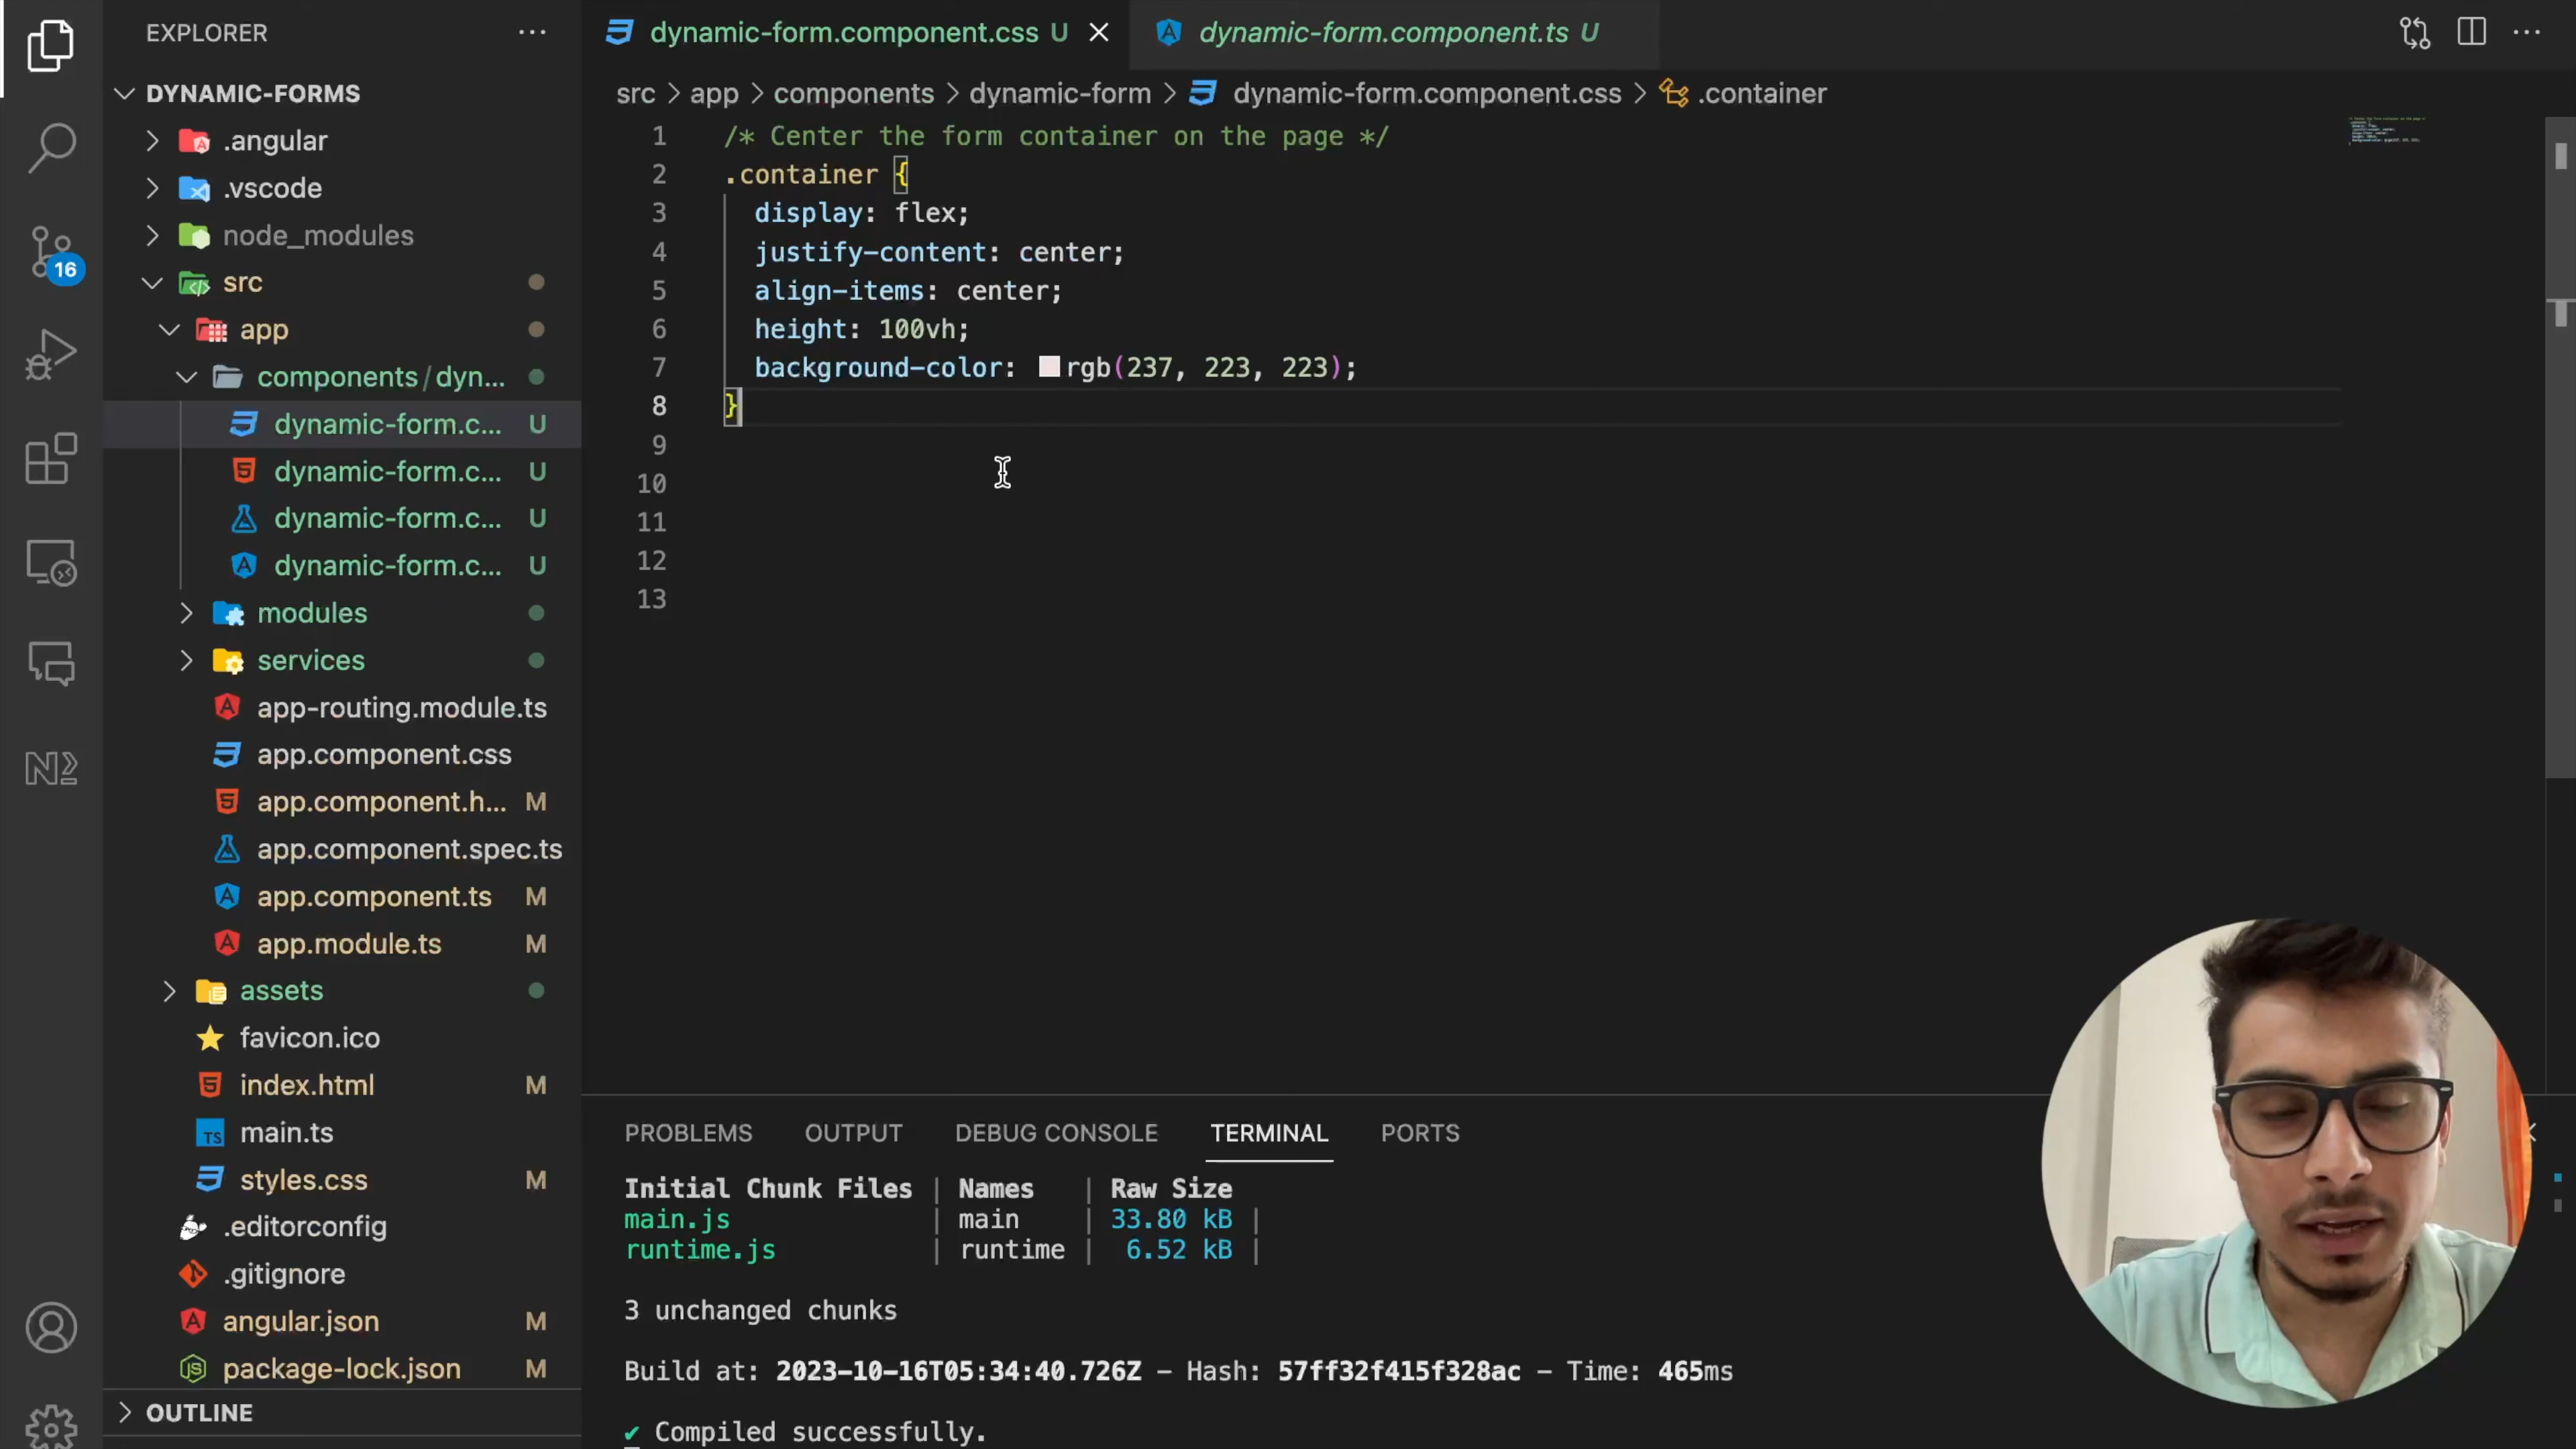 EXPLORER
DYNAMIC-FORMS
.angular
.vscode
node_modules
src
app
components/dyn...
dynamic-form.c... U
dynamic-form.c... U
dynamic-form.c... U
dynamic-form.c... U
modules
services
app-routing.module.ts
app.component.css
app.component.h... M
app.component.spec.ts
app.component.ts M
app.module.ts M
assets
favicon.ico
index.html M
TS main.ts
styles.css M
.editorconfig
.gitignore
angular.json M
package-lock.json M
OUTLINE
16
dynamic-form.component.css U
dynamic-form.component.ts U
src > app > components > dynamic-form > dynamic-form.component.css > .container
1 /* Center the form container on the page */
2 .container {
3 display: flex;
4 justify-content: center;
5 align-items: center;
6 height: 100vh;
7 background-color: rgb(237, 223, 223);
8 }
9
10
11
12
13
PROBLEMS OUTPUT DEBUG CONSOLE TERMINAL PORTS
Initial Chunk Files | Names | Raw Size
main.js | main | 33.80 kB |
runtime.js | runtime | 6.52 kB |
3 unchanged chunks
Build at: 2023-10-16T05:34:40.726Z - Hash: 57ff32f415f328ac - Time: 465ms
✔ Compiled successfully.